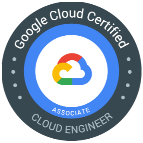 Google Cloud Certified
ASSOCIATE
CLOUD ENGINEER